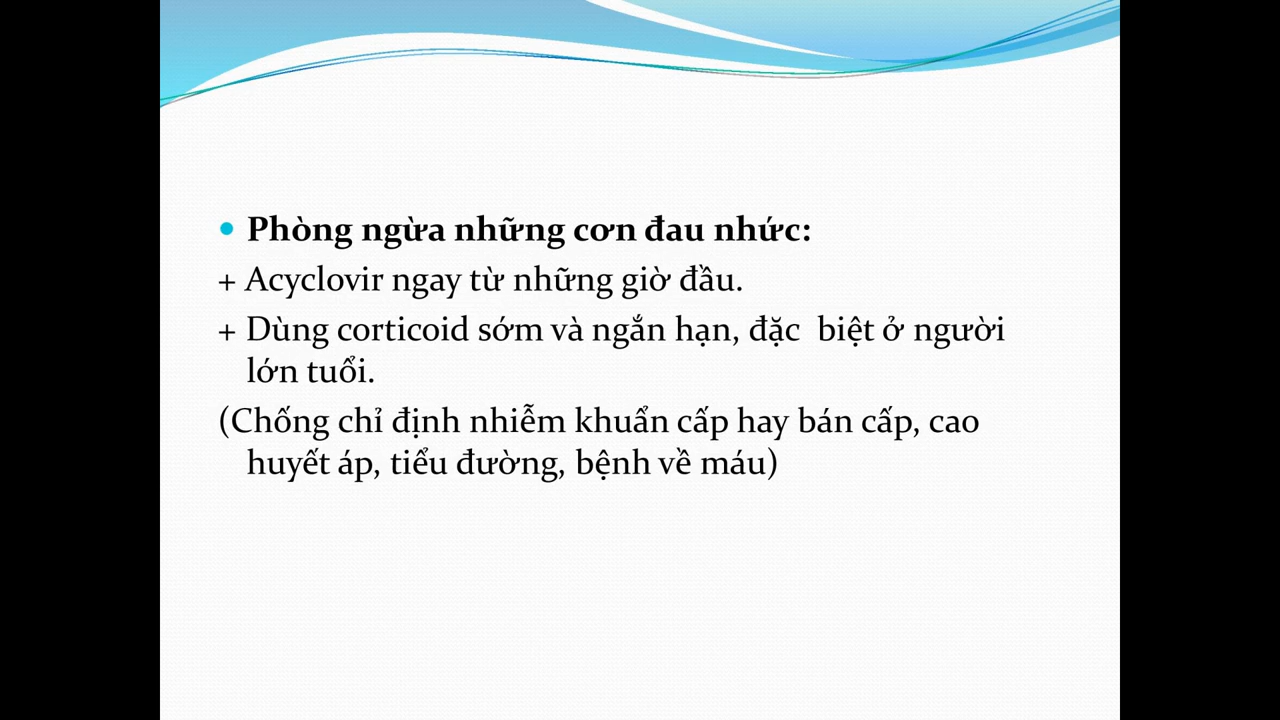 • Phòng ngừa những cơn đau nhức:
+ Acyclovir ngay từ những giờ đầu.
+ Dùng corticoid sớm và ngắn hạn, đặc  biệt ở người
lớn tuổi.
(Chống chỉ định nhiễm khuẩn cấp hay bán cấp, cao
huyết áp, tiểu đường, bệnh về máu)